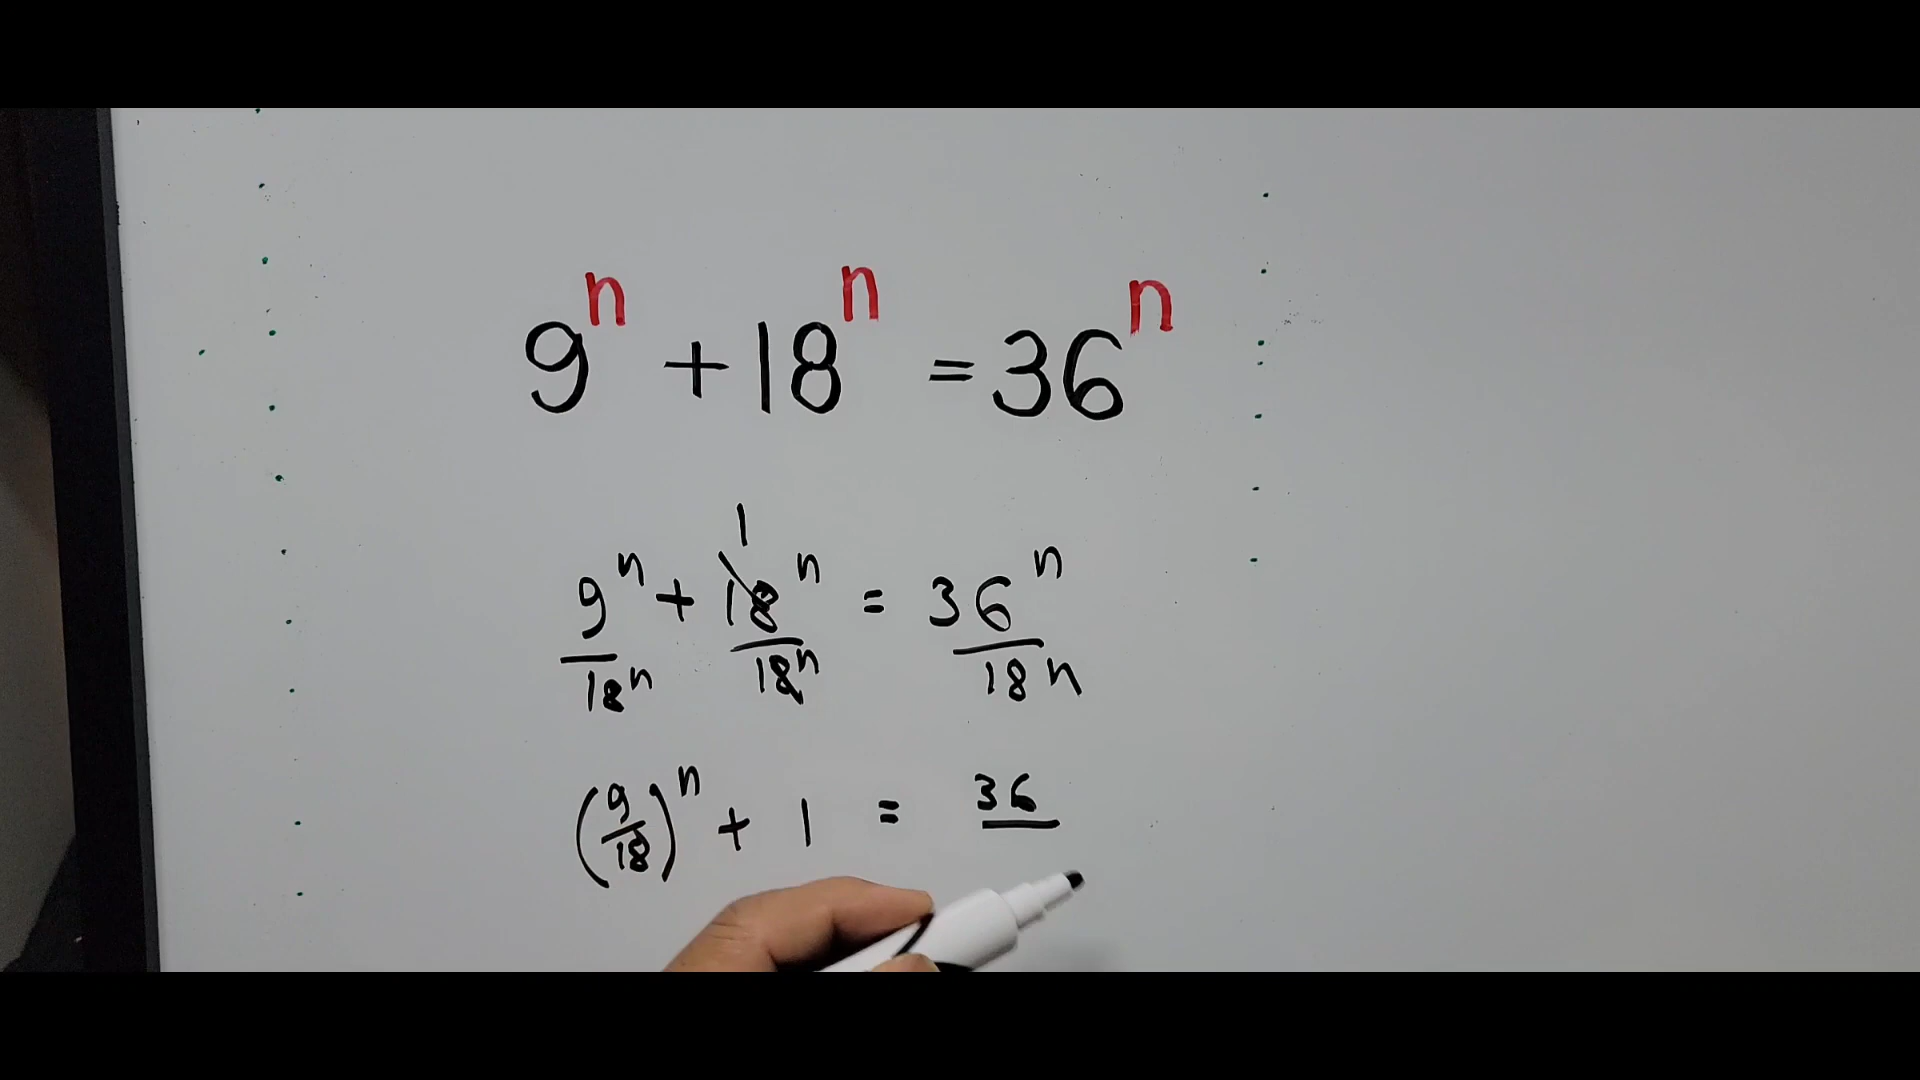 9ⁿ + 18ⁿ = 36ⁿ
1
9ⁿ/18ⁿ + 18ⁿ/18ⁿ = 36ⁿ/18ⁿ
(9/18)ⁿ + 1 = 36/